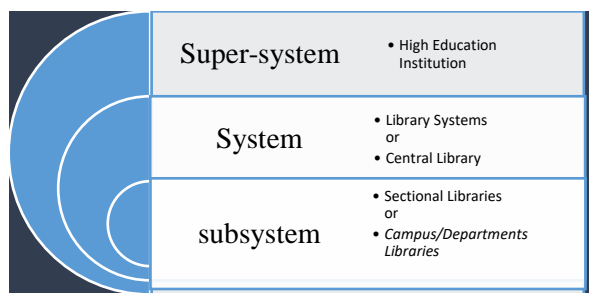 Super-system
• High Education
Institution
System
• Library Systems
or
• Central Library
subsystem
• Sectional Libraries
or
• Campus/Departments
Libraries